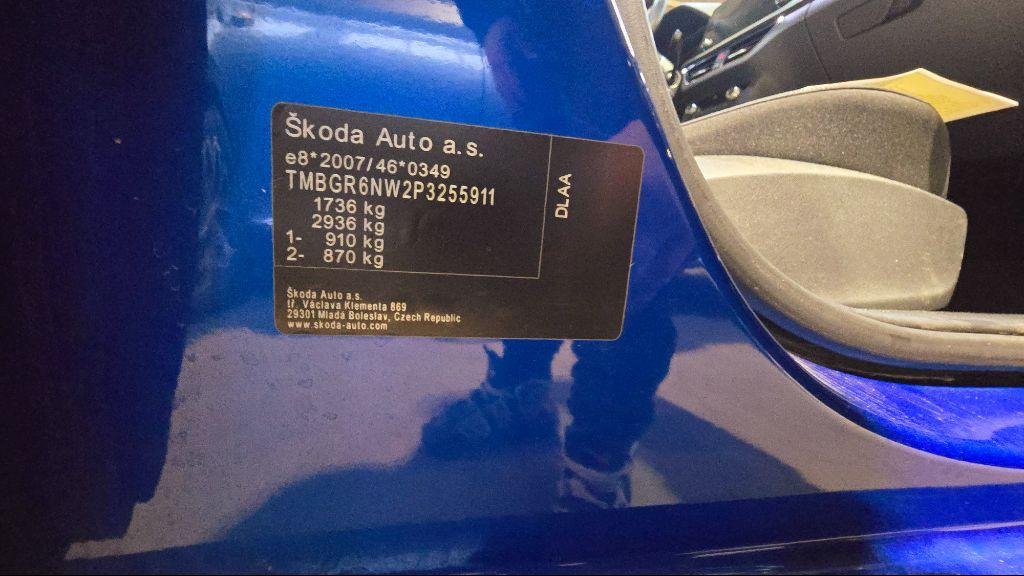 Škoda Auto a.s.
e8*2007/46*0349
TMBGR6NW2P3255911
1736 kg
2936 kg
1- 910 kg
2- 870 kg
DLAA
Škoda Auto a.s.
tř. Václava Klementa 869
29301 Mladá Boleslav, Czech Republic
www.skoda-auto.com